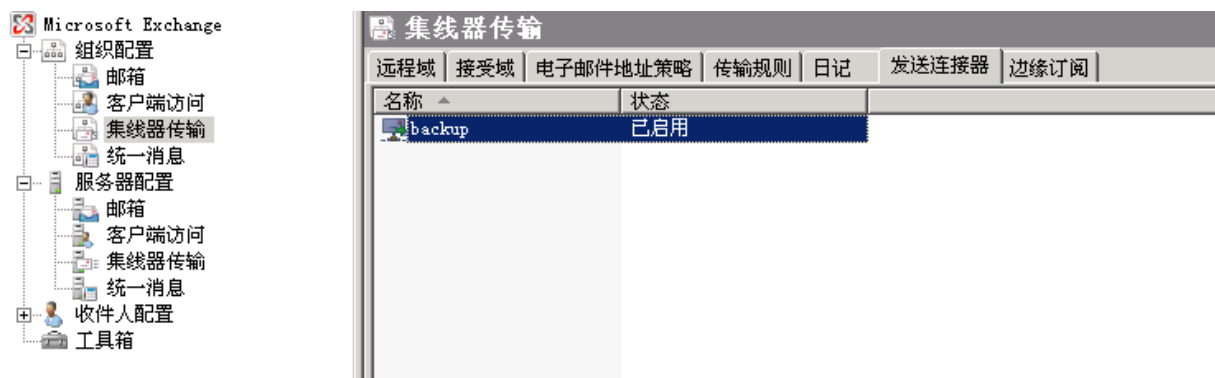 Microsoft Exchange
组织配置
邮箱
客户端访问
集线器传输
统一消息
服务器配置
邮箱
客户端访问
集线器传输
统一消息
收件人配置
工具箱
集线器传输
远程域 接受域 电子邮件地址策略 传输规则 日记 发送连接器 边缘订阅
名称 状态
backup 已启用